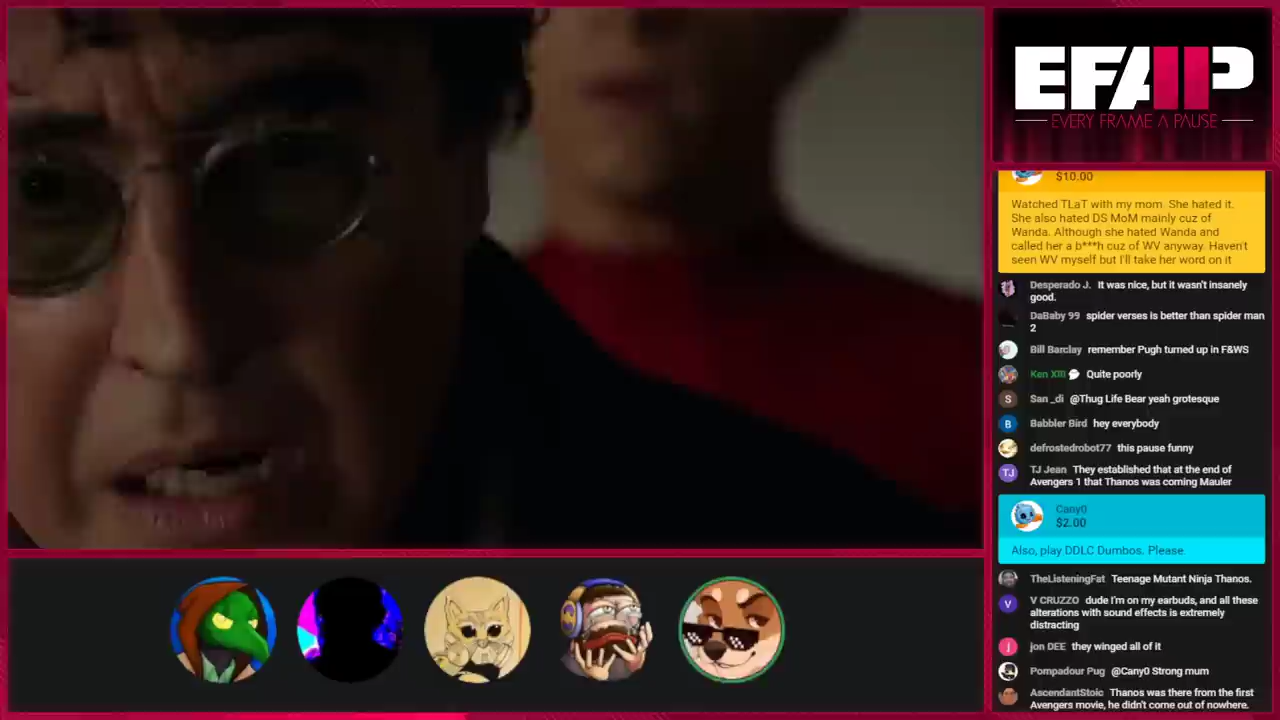 EFAP
EVERY FRAME A PAUSE
$10.00
Watched TLaT with my mom. She hated it.
She also hated DS MoM mainly cuz of
Wanda. Although she hated Wanda and
called her a b***h cuz of WV anyway. Haven't
seen WV myself but I'll take her word on it
Desperado J. It was nice, but it wasn't insanely
good.
DaBaby 99 spider verses is better than spider man
2
Bill Barclay remember Pugh turned up in F&WS
Ken XIII Quite poorly
S San _di @Thug Life Bear yeah grotesque
B Babbler Bird hey everybody
defrostedrobot77 this pause funny
TJ TJ Jean They established that at the end of
Avengers 1 that Thanos was coming Mauler
Cany0
$2.00
Also, play DDLC Dumbos. Please.
TheListeningFat Teenage Mutant Ninja Thanos.
V V CRUZZO dude I'm on my earbuds, and all these
alterations with sound effects is extremely
distracting
j jon DEE they winged all of it
Pompadour Pug @Cany0 Strong mum
AscendantStoic Thanos was there from the first
Avengers movie, he didn't come out of nowhere.